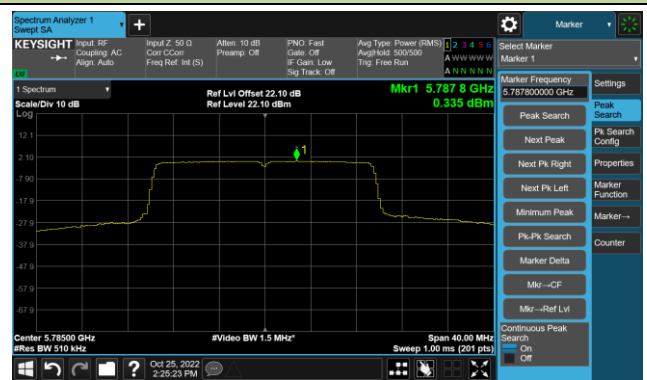 Spectrum Analyzer 1
Swept SA
Marker
KEYSIGHT
Input: RF
Coupling: AC
Align: Auto
Input Z: 50 Ω
Corr CCorr
Freq Ref: Int (S)
Atten: 10 dB
Preamp: Off
PNO: Fast
Gate: Off
IF Gain: Low
Sig Track: Off
Avg Type: Power (RMS)
Avg|Hold: 500/500
Trig: Free Run
1 2 3 4 5 6
A W W W W W
A N N N N N
LXI
Select Marker
Marker 1
1 Spectrum
Scale/Div 10 dB
Log
Ref Lvl Offset 22.10 dB
Ref Level 22.10 dBm
Mkr1 5.787 8 GHz
0.335 dBm
12.1
2.10
-7.90
-17.9
-27.9
-37.9
-47.9
-57.9
-67.9
1
Center 5.78500 GHz
#Res BW 510 kHz
#Video BW 1.5 MHz*
Span 40.00 MHz
Sweep 1.00 ms (201 pts)
Marker Frequency
5.787800000 GHz
Peak Search
Next Peak
Next Pk Right
Next Pk Left
Minimum Peak
Pk-Pk Search
Marker Delta
Mkr→CF
Mkr→Ref Lvl
Continuous Peak
Search
On
Off
Settings
Peak
Search
Pk Search
Config
Properties
Marker
Function
Marker→
Counter
?
Oct 25, 2022
2:25:23 PM